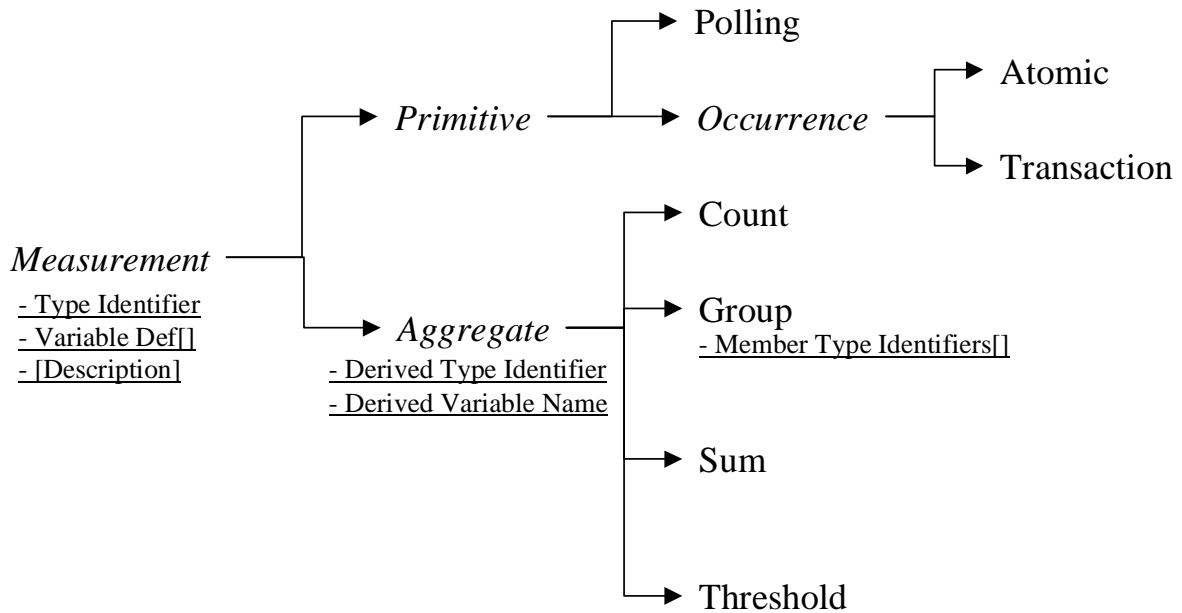 Polling
Atomic
Primitive
Occurrence
Transaction
Count
Measurement
- Type Identifier
- Variable Def[]
- [Description]
Aggregate
- Derived Type Identifier
- Derived Variable Name
Group
- Member Type Identifiers[]
Sum
Threshold